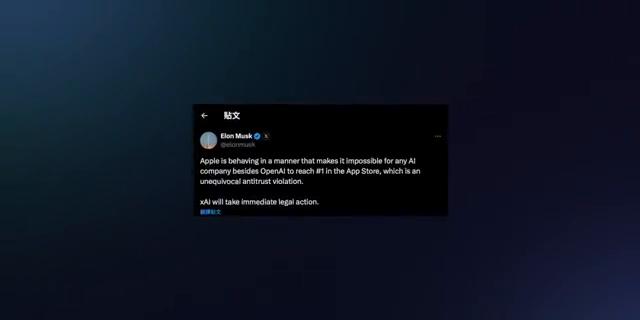 貼文
Elon Musk
@elonmusk
Apple is behaving in a manner that makes it impossible for any AI
company besides OpenAI to reach #1 in the App Store, which is an
unequivocal antitrust violation.
xAI will take immediate legal action.
翻譯貼文